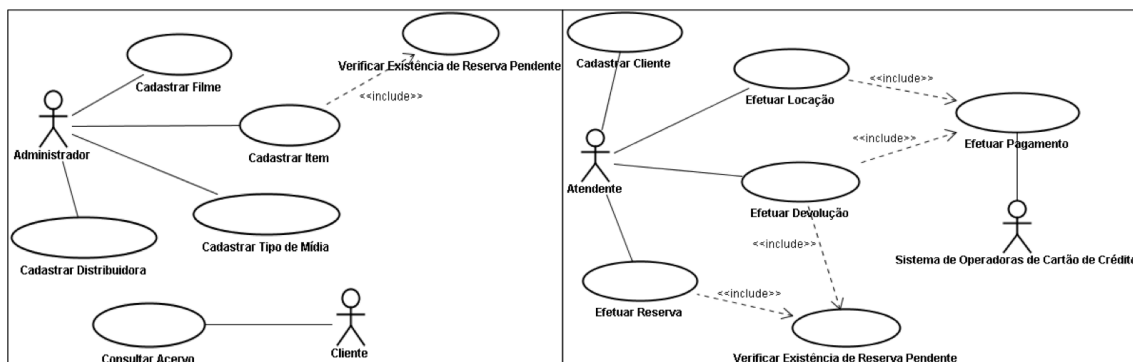 Verificar Existência de Reserva Pendente
Cadastrar Filme
<<include>>
Cadastrar Item
Administrador
Cadastrar Tipo de Mídia
Cadastrar Distribuidora
Consultar Acervo
Cliente
Cadastrar Cliente
Efetuar Locação
<<include>>
Efetuar Pagamento
<<include>>
Atendente
Efetuar Devolução
<<include>>
Sistema de Operadoras de Cartão de Crédito
<<include>>
Efetuar Reserva
Verificar Existência de Reserva Pendente